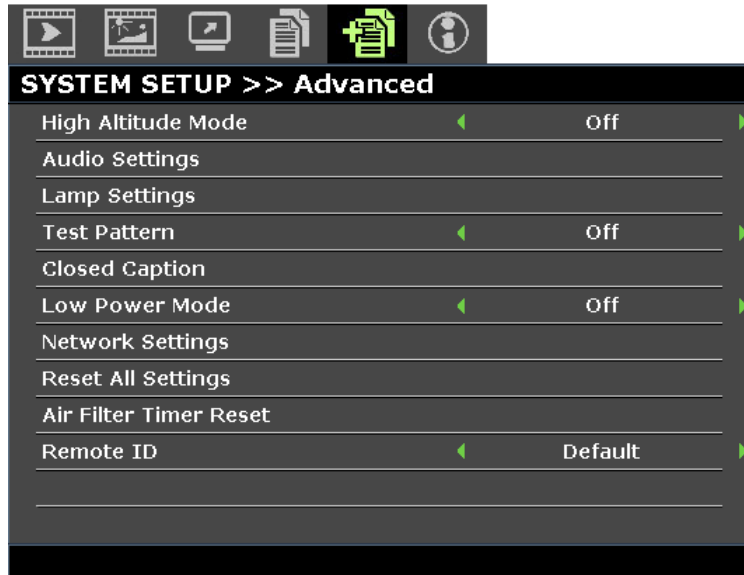 SYSTEM SETUP >> Advanced
High Altitude Mode Off
Audio Settings
Lamp Settings
Test Pattern Off
Closed Caption
Low Power Mode Off
Network Settings
Reset All Settings
Air Filter Timer Reset
Remote ID Default